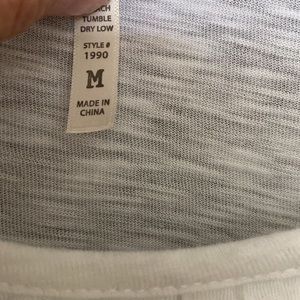 TUMBLE
DRY LOW
STYLE #
1990
M
MADE IN
CHINA